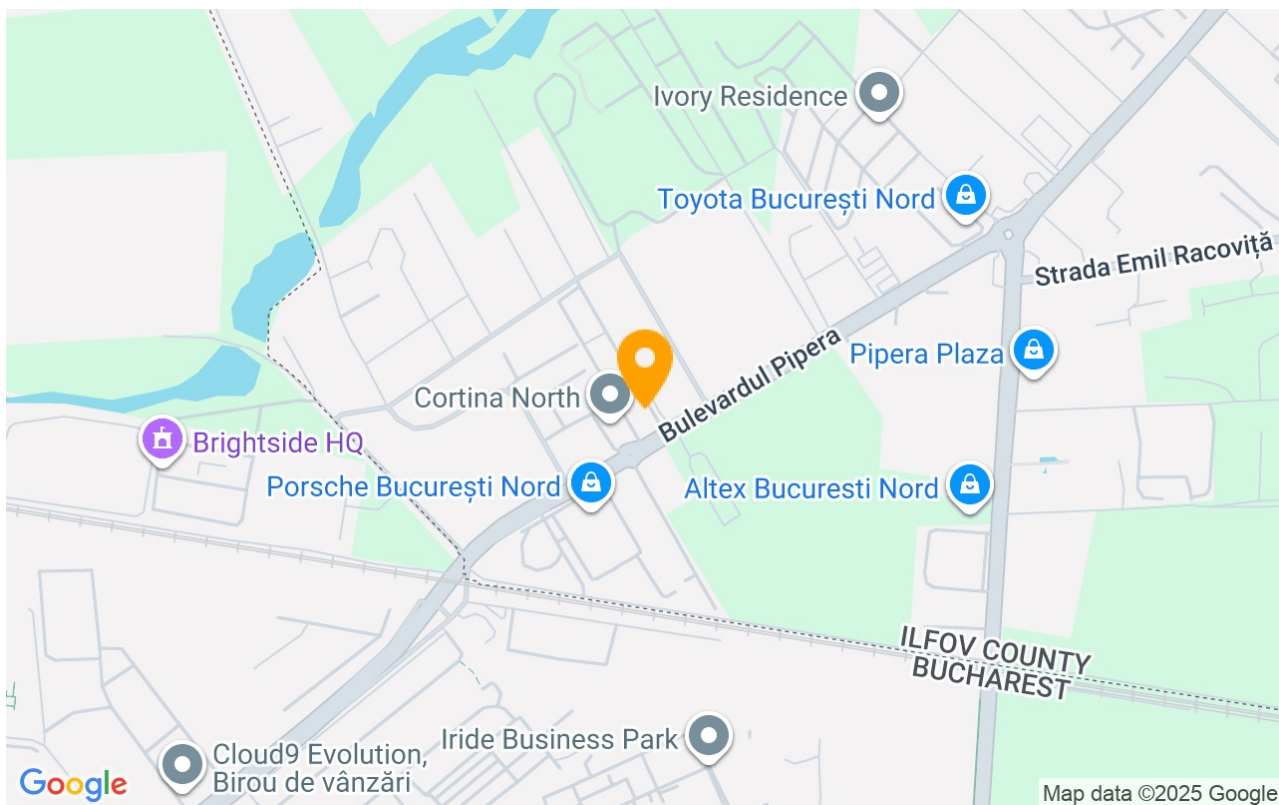 Ivory Residence
Toyota București Nord
Strada Emil Racoviță
Bulevardul Pipera
Pipera Plaza
Cortina North
Brightside HQ
Porsche București Nord
Altex Bucuresti Nord
ILFOV COUNTY
BUCHAREST
Iride Business Park
Cloud9 Evolution,
Birou de vânzări
Google
Map data ©2025 Google